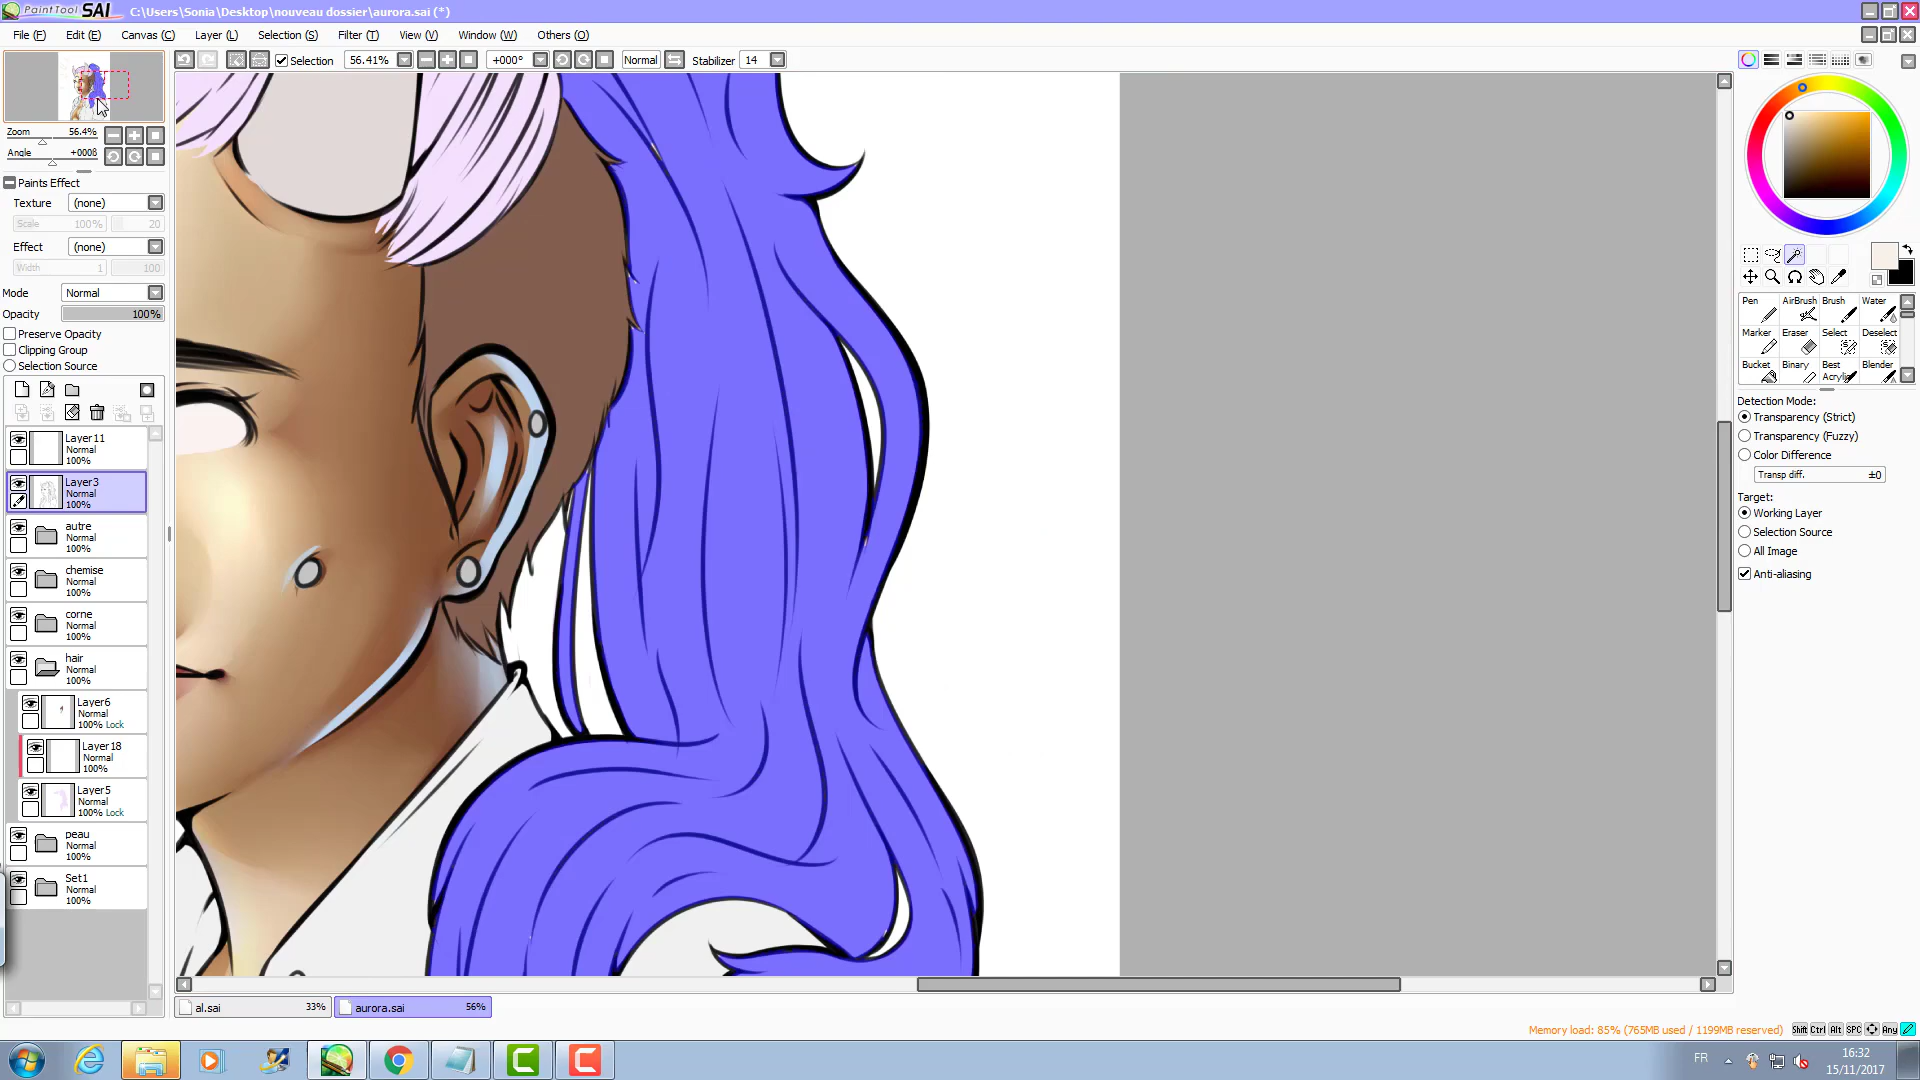 PaintTool SAI C:\Users\Sonia\Desktop\nouveau dossier\aurora.sai (*)
File (F) Edit (E) Canvas (C) Layer (L) Selection (S) Filter (T) View (V) Window (W) Others (O)
Selection 56.41% +000° Normal Stabilizer 14
Zoom 56.4%
Angle +000ß
Paints Effect
Texture (none)
Scale 100% 20
Effect (none)
Width 1 100
Mode Normal
Opacity 100%
Preserve Opacity
Clipping Group
Selection Source
Layer11
Normal
100%
Layer3
Normal
100%
autre
Normal
100%
chemise
Normal
100%
corne
Normal
100%
hair
Normal
100%
Layer6
Normal
100% Lock
Layer18
Normal
100%
Layer5
Normal
100% Lock
peau
Normal
100%
Set1
Normal
100%
Pen AirBrush Brush Water
Marker Eraser Select Deselect
Bucket Binary Best Blender
Acrylic
Detection Mode:
Transparency (Strict)
Transparency (Fuzzy)
Color Difference
Transp diff. ±0
Target:
Working Layer
Selection Source
All Image
Anti-aliasing
al.sai 33% aurora.sai 56%
Memory load: 85% (765MB used / 1199MB reserved) Shift Ctrl Alt SPC Any
FR 16:32
15/11/2017